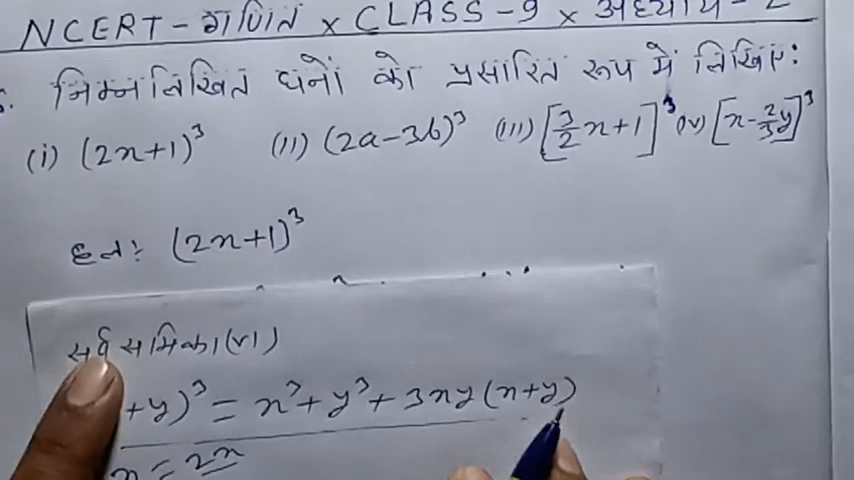 NCERT - गणित × CLASS - 9 × अध्याय - 2
5. निम्नलिखित घनों को प्रसारित रूप में लिखिए:
(i) (2x+1)³ (ii) (2a-3b)³ (iii) [3/2 x+1]³ (iv) [x-2/3 y]³
हल: (2x+1)³
सर्वसमिका (vi)
+y)³ = x³+y³+3xy(x+y)
x = 2x